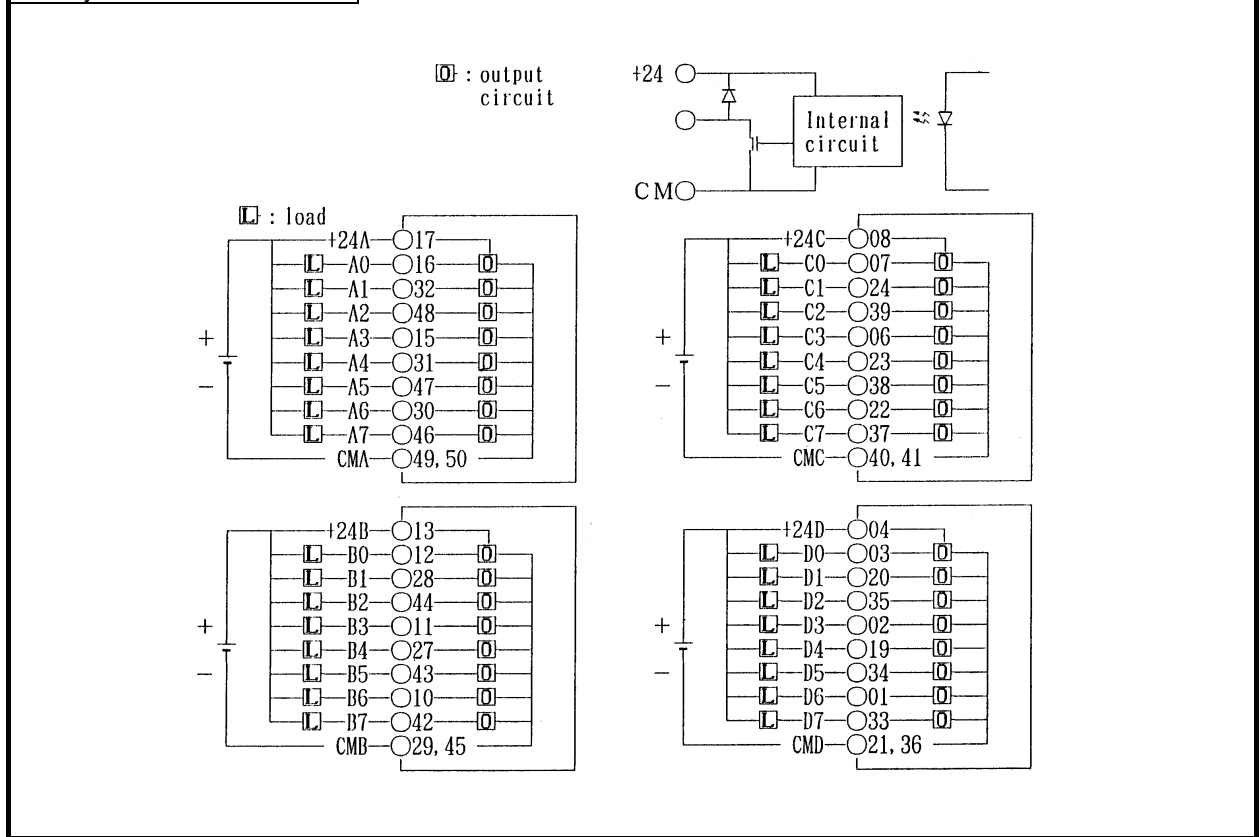 O : output
circuit
+24
Internal
circuit
CM
L : load
+24A 17
L A0 16 O
L A1 32 O
L A2 48 O
L A3 15 O
L A4 31 O
L A5 47 O
L A6 30 O
L A7 46 O
CMA 49, 50
+
−
+24C 08
L C0 07 O
L C1 24 O
L C2 39 O
L C3 06 O
L C4 23 O
L C5 38 O
L C6 22 O
L C7 37 O
CMC 40, 41
+
−
+24B 13
L B0 12 O
L B1 28 O
L B2 44 O
L B3 11 O
L B4 27 O
L B5 43 O
L B6 10 O
L B7 42 O
CMB 29, 45
+
−
+24D 04
L D0 03 O
L D1 20 O
L D2 35 O
L D3 02 O
L D4 19 O
L D5 34 O
L D6 01 O
L D7 33 O
CMD 21, 36
+
−